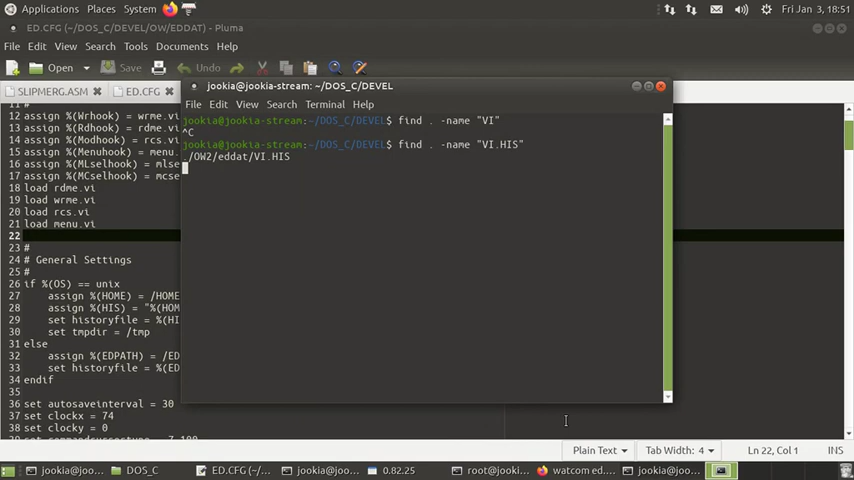 Applications Places System Fri Jan 3, 18:51
ED.CFG (~/DOS_C/DEVEL/OW/EDDAT) - Pluma
File Edit View Search Tools Documents Help
Open Save Undo
SLIPMERG.ASM ED.CFG
11 #
12 assign %(Wrhook) = wrme.vi
13 assign %(Rdhook) = rdme.vi
14 assign %(Modhook) = rcs.vi
15 assign %(Menuhook) = menu.
16 assign %(MLselhook) = mlse
17 assign %(MCselhook) = mcse
18 load rdme.vi
19 load wrme.vi
20 load rcs.vi
21 load menu.vi
22
23 #
24 # General Settings
25 #
26 if %(OS) == unix
27 assign %(HOME) = /HOME
28 assign %(HIS) = "%(HOM
29 set historyfile = %(HI
30 set tmpdir = /tmp
31 else
32 assign %(EDPATH) = /ED
33 set historyfile = %(ED
34 endif
35
36 set autosaveinterval = 30
37 set clockx = 74
38 set clocky = 0
jookia@jookia-stream: ~/DOS_C/DEVEL
File Edit View Search Terminal Help
jookia@jookia-stream:~/DOS_C/DEVEL$ find . -name "VI"
^C
jookia@jookia-stream:~/DOS_C/DEVEL$ find . -name "VI.HIS"
./OW2/eddat/VI.HIS
Plain Text Tab Width: 4 Ln 22, Col 1 INS
jookia@joo... DOS_C ED.CFG (~/... jookia@joo... 0.82.25 root@jooki... watcom ed... jookia@joo...